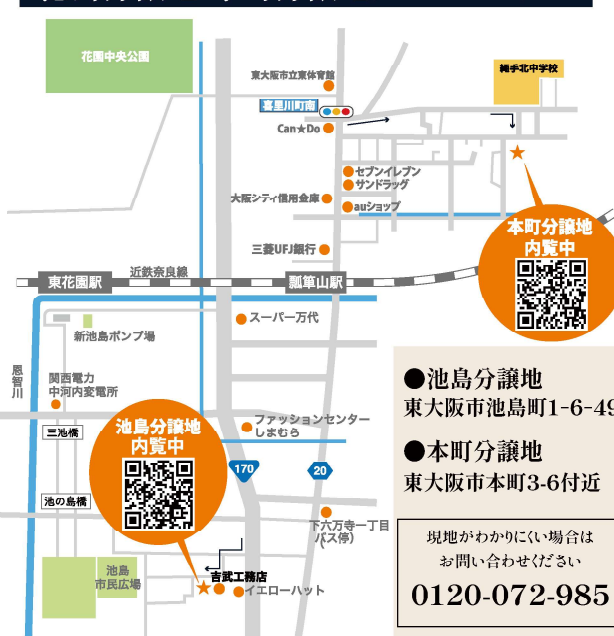 花園中央公園
東大阪市立東体育館
縄手北中学校
喜里川町南
Can★Do
セブンイレブン
サンドラッグ
大阪シティ信用金庫
auショップ
三菱UFJ銀行
本町分譲地
内覧中
近鉄奈良線
東花園駅
瓢箪山駅
スーパー万代
新池島ポンプ場
恩智川
関西電力
中河内変電所
ファッションセンター
しまむら
三池橋
池島分譲地
内覧中
170
20
池の島橋
下六万寺一丁目
(バス停)
池島
市民広場
吉武工務店
イエローハット
●池島分譲地
東大阪市池島町1-6-49
●本町分譲地
東大阪市本町3-6付近
現地がわかりにくい場合は
お問い合わせください
0120-072-985